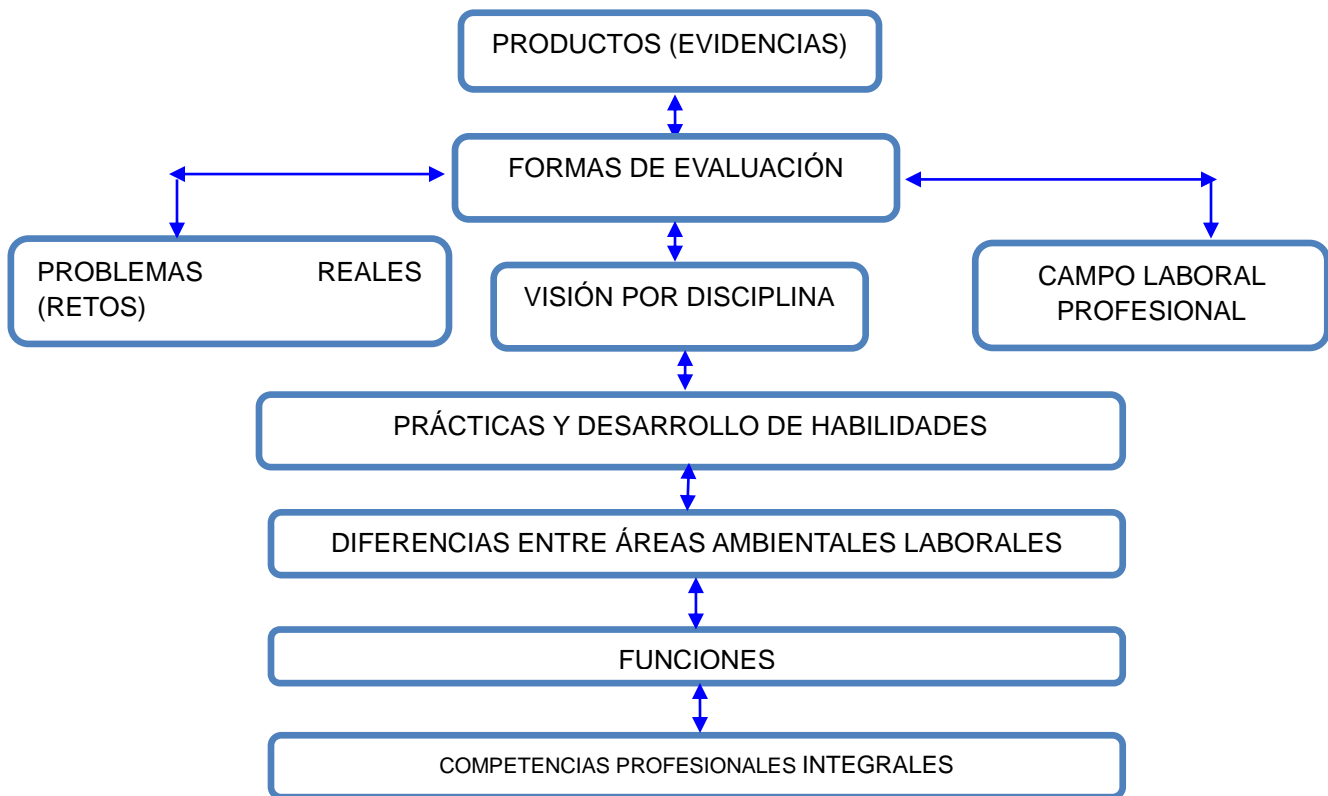 PRODUCTOS (EVIDENCIAS)
FORMAS DE EVALUACIÓN
PROBLEMAS REALES
(RETOS)
VISIÓN POR DISCIPLINA
CAMPO LABORAL
PROFESIONAL
PRÁCTICAS Y DESARROLLO DE HABILIDADES
DIFERENCIAS ENTRE ÁREAS AMBIENTALES LABORALES
FUNCIONES
COMPETENCIAS PROFESIONALES INTEGRALES